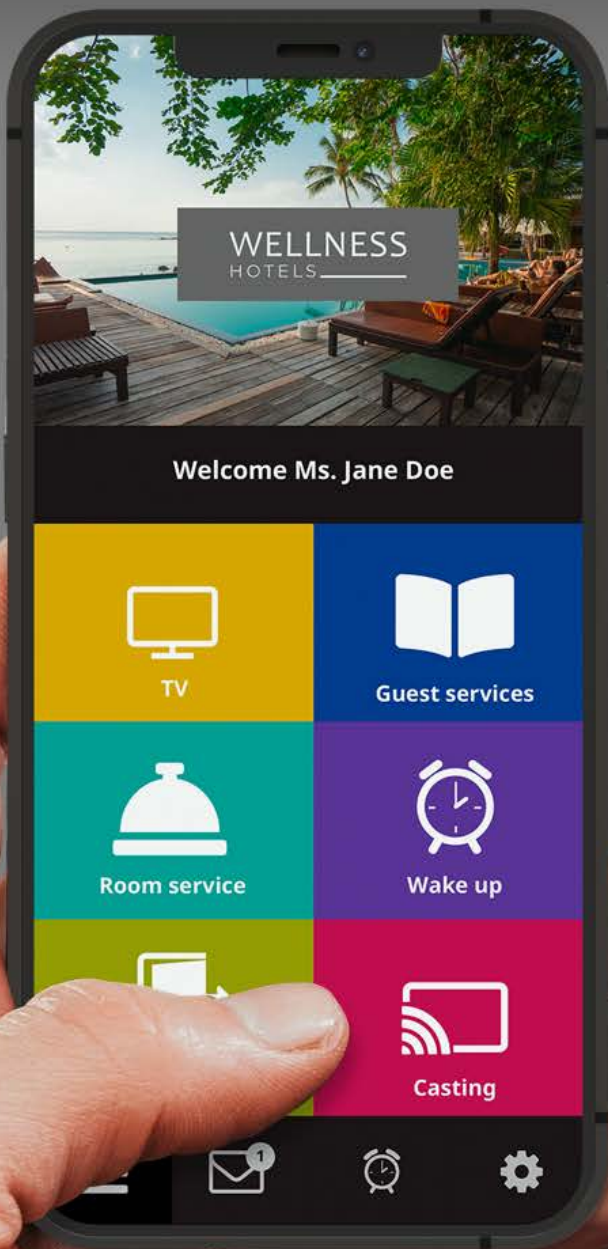 WELLNESS
HOTELS
Welcome Ms. Jane Doe
TV
Guest services
Room service
Wake up
Casting
1